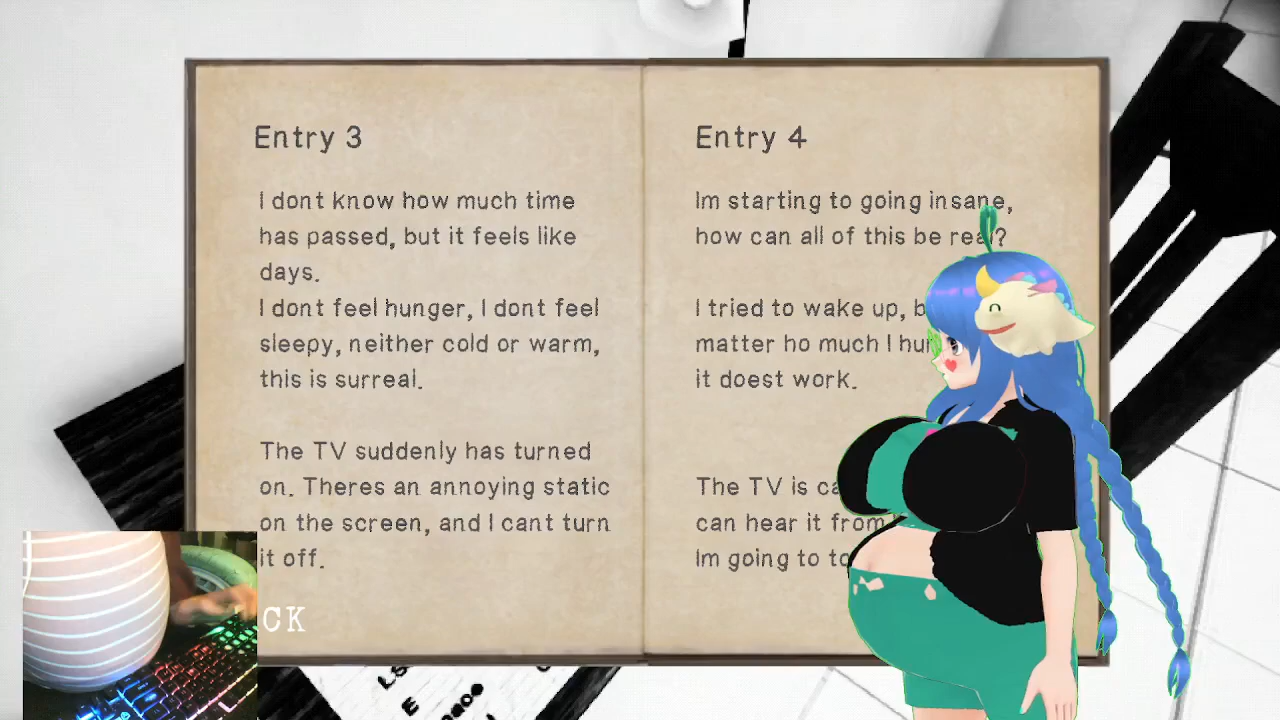 Entry 3
I dont know how much time
has passed, but it feels like
days.
I dont feel hunger, I dont feel
sleepy, neither cold or warm,
this is surreal.
The TV suddenly has turned
on. Theres an annoying static
on the screen, and I cant turn
it off.
CK
Entry 4
Im starting to going insane,
how can all of this be real?
I tried to wake up,
matter ho much I
it doest work.
The TV is
can hear it from
Im going to